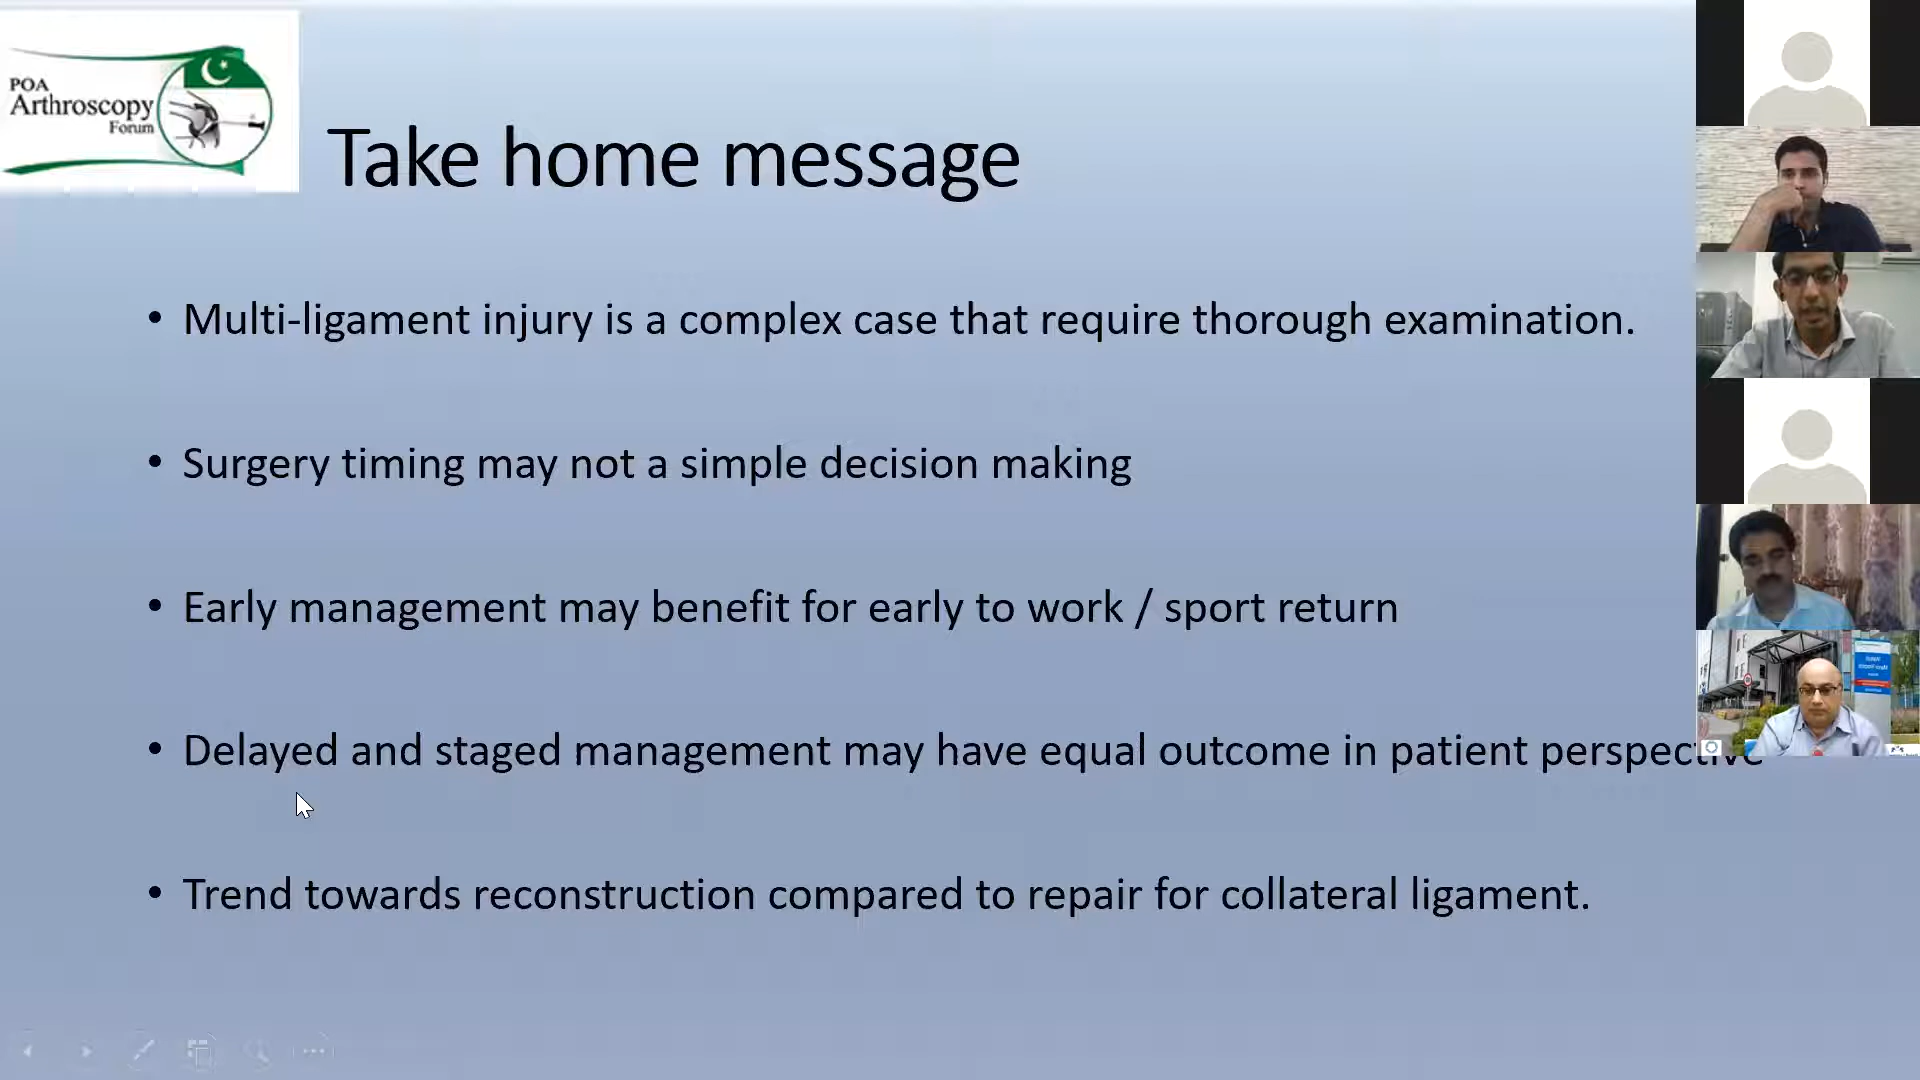 POA
Arthroscopy
Forum
Take home message
• Multi-ligament injury is a complex case that require thorough examination.
• Surgery timing may not a simple decision making
• Early management may benefit for early to work / sport return
• Delayed and staged management may have equal outcome in patient perspective
• Trend towards reconstruction compared to repair for collateral ligament.